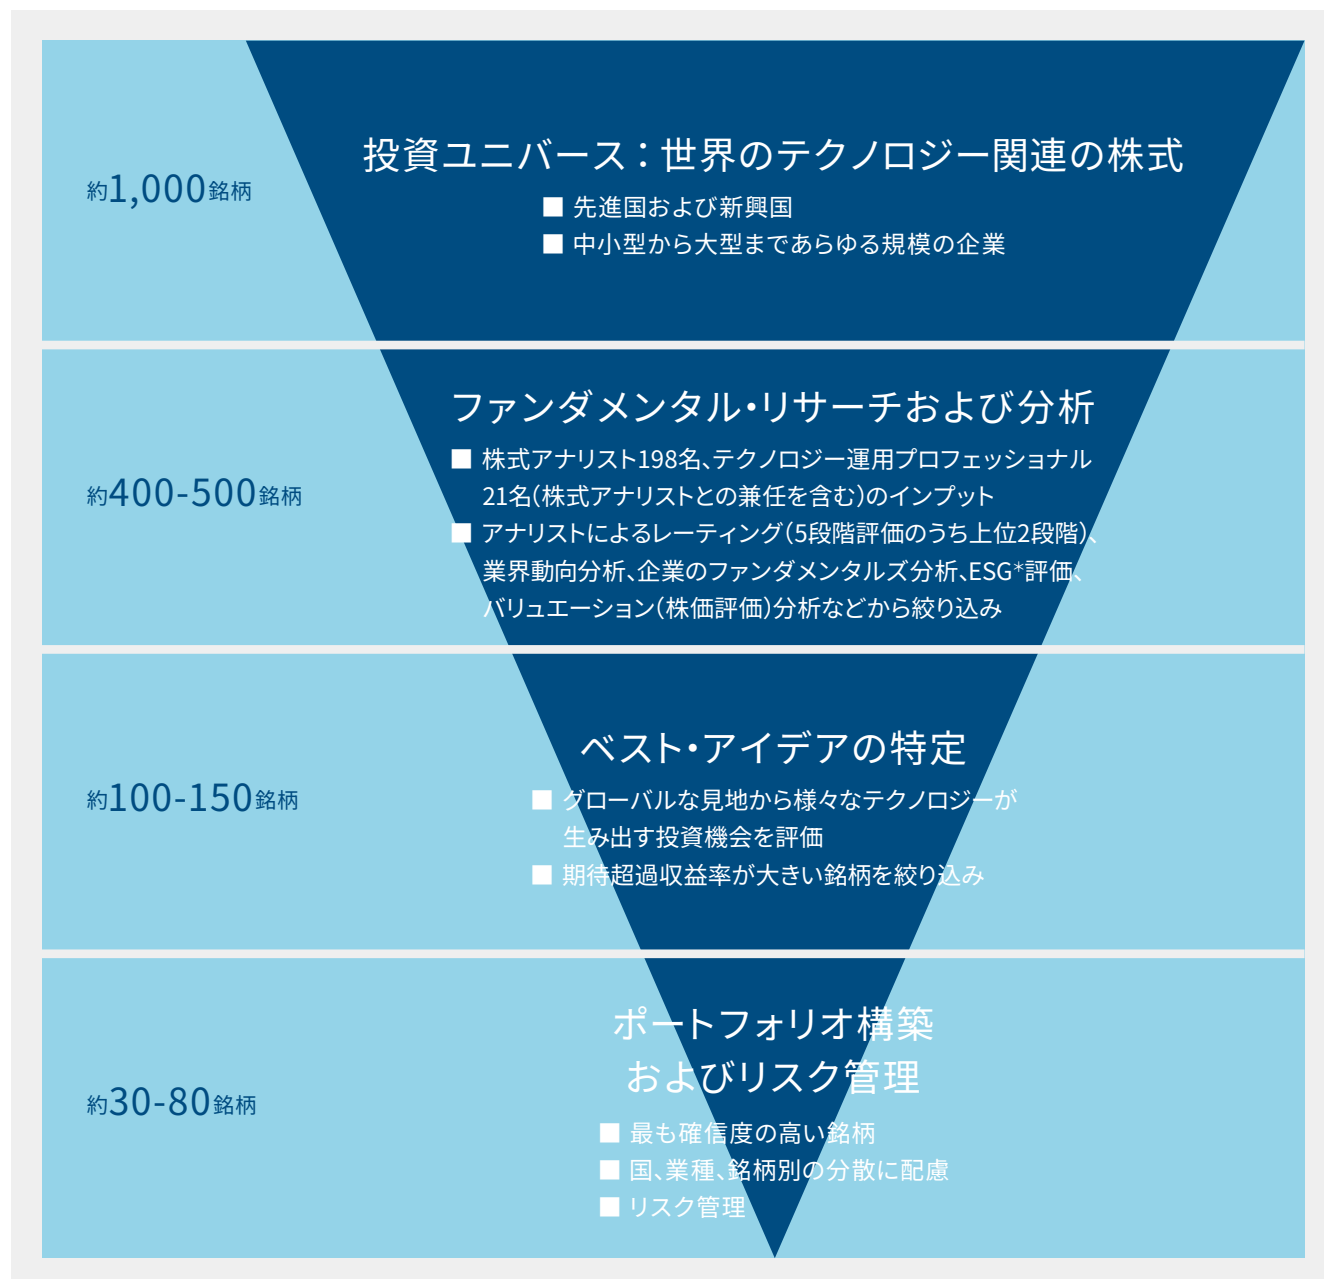 約1,000銘柄
投資ユニバース：世界のテクノロジー関連の株式
■ 先進国および新興国
■ 中小型から大型まであらゆる規模の企業
約400-500銘柄
ファンダメンタル・リサーチおよび分析
■ 株式アナリスト198名、テクノロジー運用プロフェッショナル
21名（株式アナリストとの兼任を含む）のインプット
■ アナリストによるレーティング（5段階評価のうち上位2段階）、
業界動向分析、企業のファンダメンタルズ分析、ESG*評価、
バリュエーション（株価評価）分析などから絞り込み
約100-150銘柄
ベスト・アイデアの特定
■ グローバルな見地から様々なテクノロジーが
生み出す投資機会を評価
■ 期待超過収益率が大きい銘柄を絞り込み
約30-80銘柄
ポートフォリオ構築
およびリスク管理
■ 最も確信度の高い銘柄
■ 国、業種、銘柄別の分散に配慮
■ リスク管理